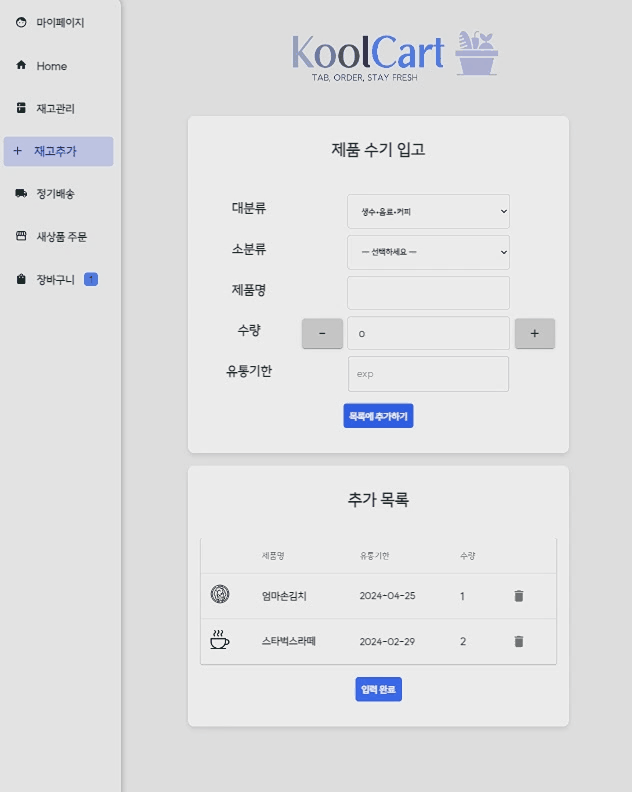 마이페이지
Home
재고관리
+ 재고추가
정기배송
새상품 주문
장바구니 1
KoolCart
TAB, ORDER, STAY FRESH
제품 수기 입고
대분류 생수•음료•커피
소분류 — 선택하세요 —
제품명
수량 - 0 +
유통기한 exp
목록에 추가하기
추가 목록
제품명 유통기한 수량
엄마손김치 2024-04-25 1
스타벅스라떼 2024-02-29 2
입력 완료